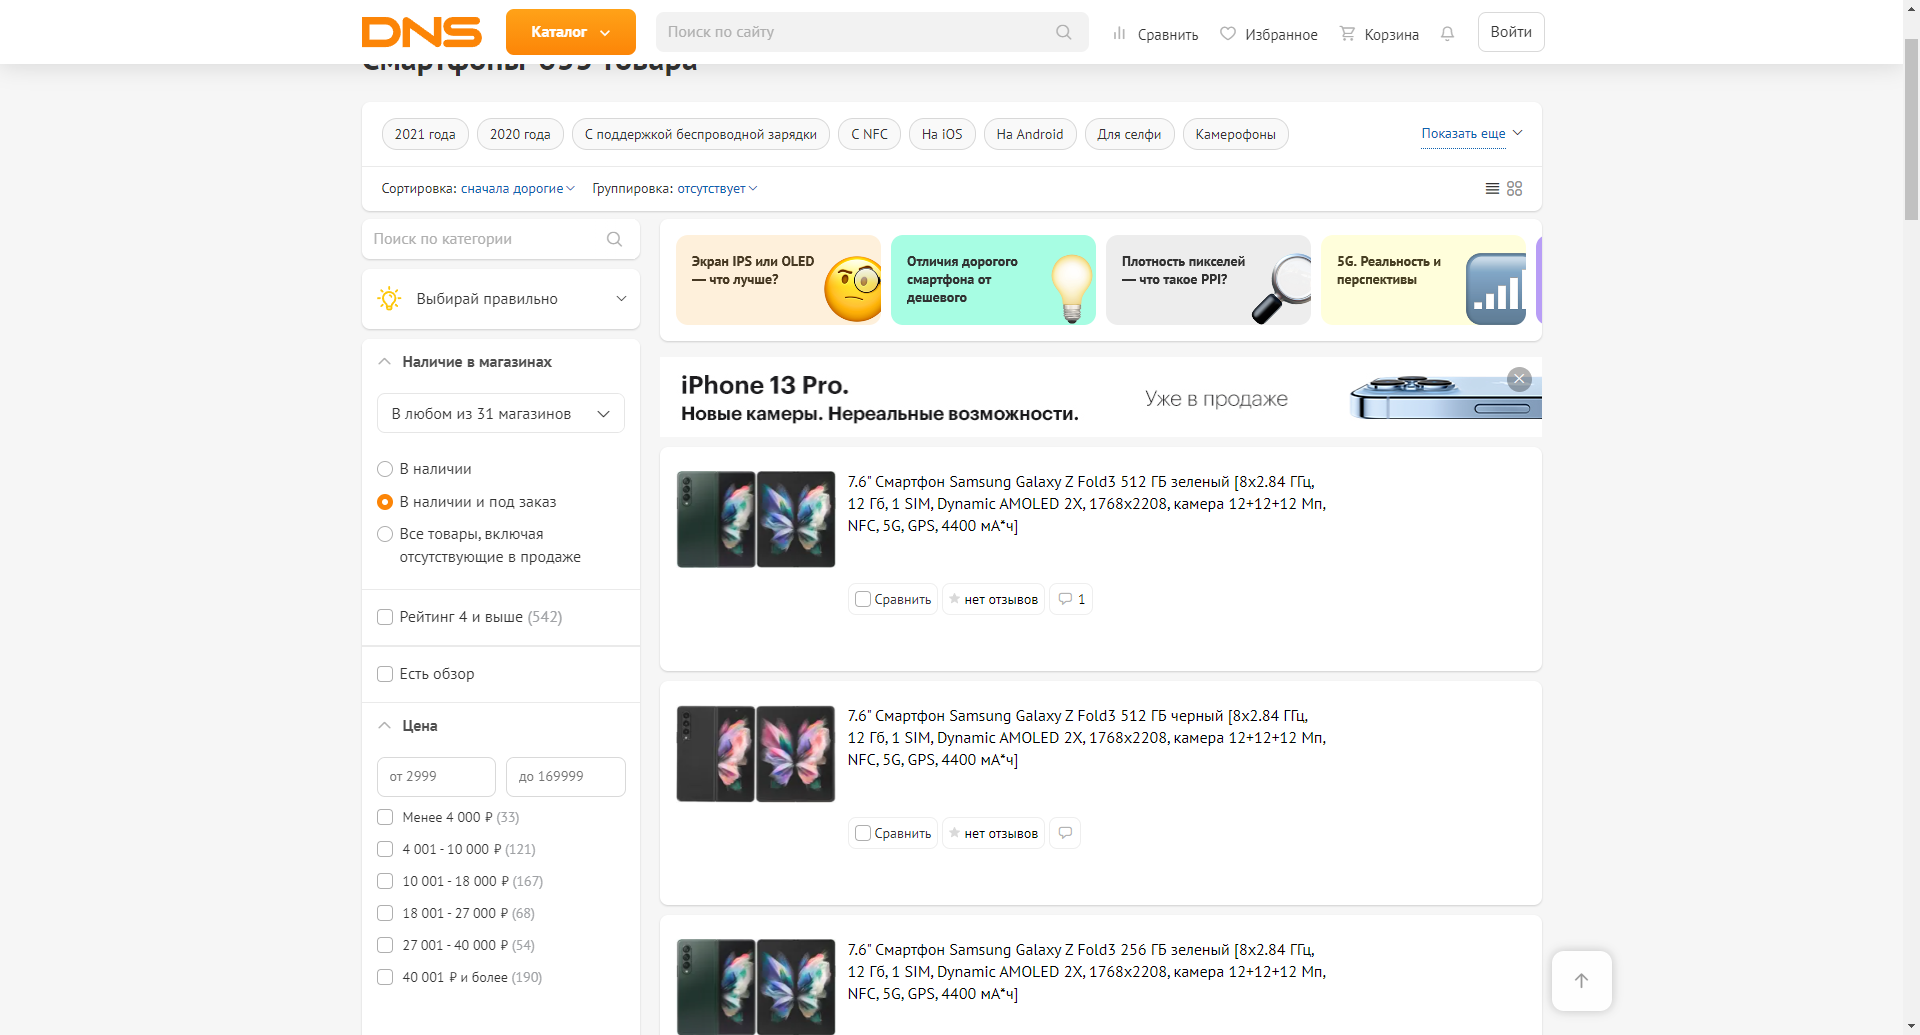 DNS
Каталог
Поиск по сайту
Сравнить
Избранное
Корзина
Войти
Смартфоны
товара
2021 года
2020 года
С поддержкой беспроводной зарядки
С NFC
На iOS
На Android
Для селфи
Камерофоны
Показать еще
Сортировка: сначала дорогие
Группировка: отсутствует
Поиск по категории
Выбирай правильно
Наличие в магазинах
В любом из 31 магазинов
В наличии
В наличии и под заказ
Все товары, включая
отсутствующие в продаже
Рейтинг 4 и выше (542)
Есть обзор
Цена
от 2999
до 169999
Менее 4 000 ₽ (33)
4 001 - 10 000 ₽ (121)
10 001 - 18 000 ₽ (167)
18 001 - 27 000 ₽ (68)
27 001 - 40 000 ₽ (54)
40 001 ₽ и более (190)
Экран IPS или OLED
— что лучше?
Отличия дорогого
смартфона от
дешевого
Плотность пикселей
— что такое PPI?
5G. Реальность и
перспективы
iPhone 13 Pro.
Новые камеры. Нереальные возможности.
Уже в продаже
7.6" Смартфон Samsung Galaxy Z Fold3 512 ГБ зеленый [8x2.84 ГГц,
12 Гб, 1 SIM, Dynamic AMOLED 2X, 1768x2208, камера 12+12+12 Мп,
NFC, 5G, GPS, 4400 мА*ч]
Сравнить
нет отзывов
1
7.6" Смартфон Samsung Galaxy Z Fold3 512 ГБ черный [8x2.84 ГГц,
12 Гб, 1 SIM, Dynamic AMOLED 2X, 1768x2208, камера 12+12+12 Мп,
NFC, 5G, GPS, 4400 мА*ч]
Сравнить
нет отзывов
7.6" Смартфон Samsung Galaxy Z Fold3 256 ГБ зеленый [8x2.84 ГГц,
12 Гб, 1 SIM, Dynamic AMOLED 2X, 1768x2208, камера 12+12+12 Мп,
NFC, 5G, GPS, 4400 мА*ч]